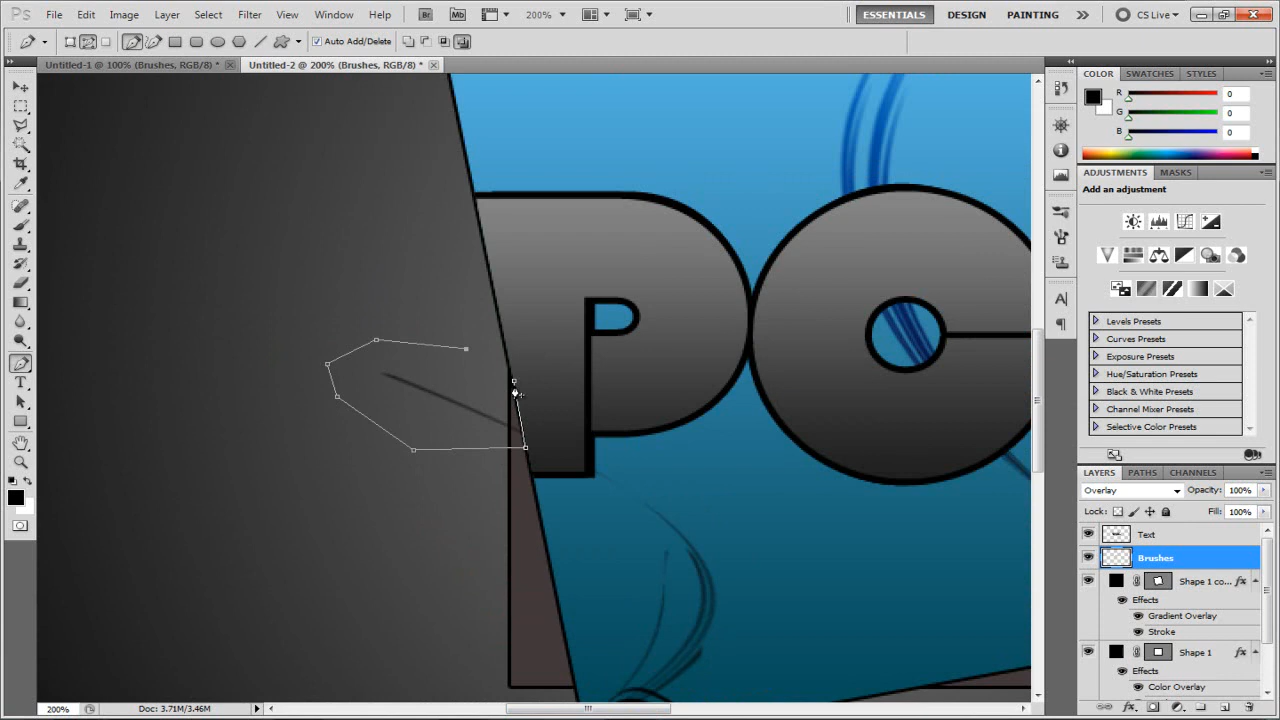 Ps File Edit Image Layer Select Filter View Window Help Br Mb 200% ESSENTIALS DESIGN PAINTING CS Live
Auto Add/Delete
Untitled-1 @ 100% (Brushes, RGB/8) * Untitled-2 @ 200% (Brushes, RGB/8) *
COLOR SWATCHES STYLES
R 0
G 0
B 0
ADJUSTMENTS MASKS
Add an adjustment
Levels Presets
Curves Presets
Exposure Presets
Hue/Saturation Presets
Black & White Presets
Channel Mixer Presets
Selective Color Presets
LAYERS PATHS CHANNELS
Overlay Opacity: 100%
Lock: Fill: 100%
Text
Brushes
Shape 1 co... fx
Effects
Gradient Overlay
Stroke
Shape 1 fx
Effects
Color Overlay
PO
200% Doc: 3.71M/3.46M